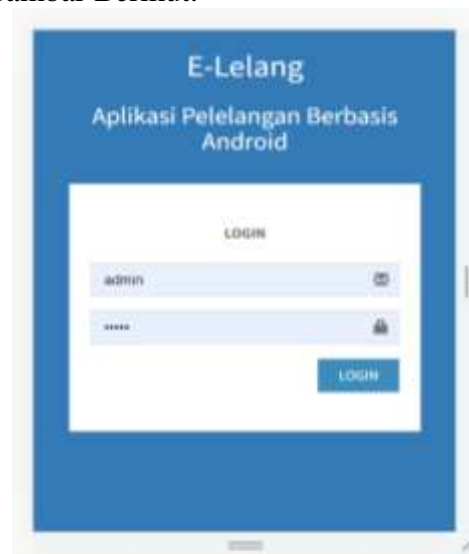 E-Lelang
Aplikasi Pelelangan Berbasis
Android
LOGIN
admin
•••••
LOGIN